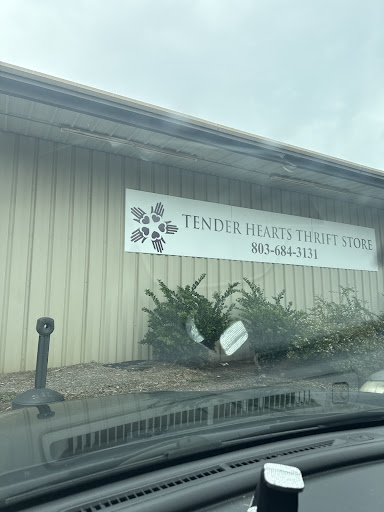 TENDER HEARTS THRIFT STORE
803-684-3131